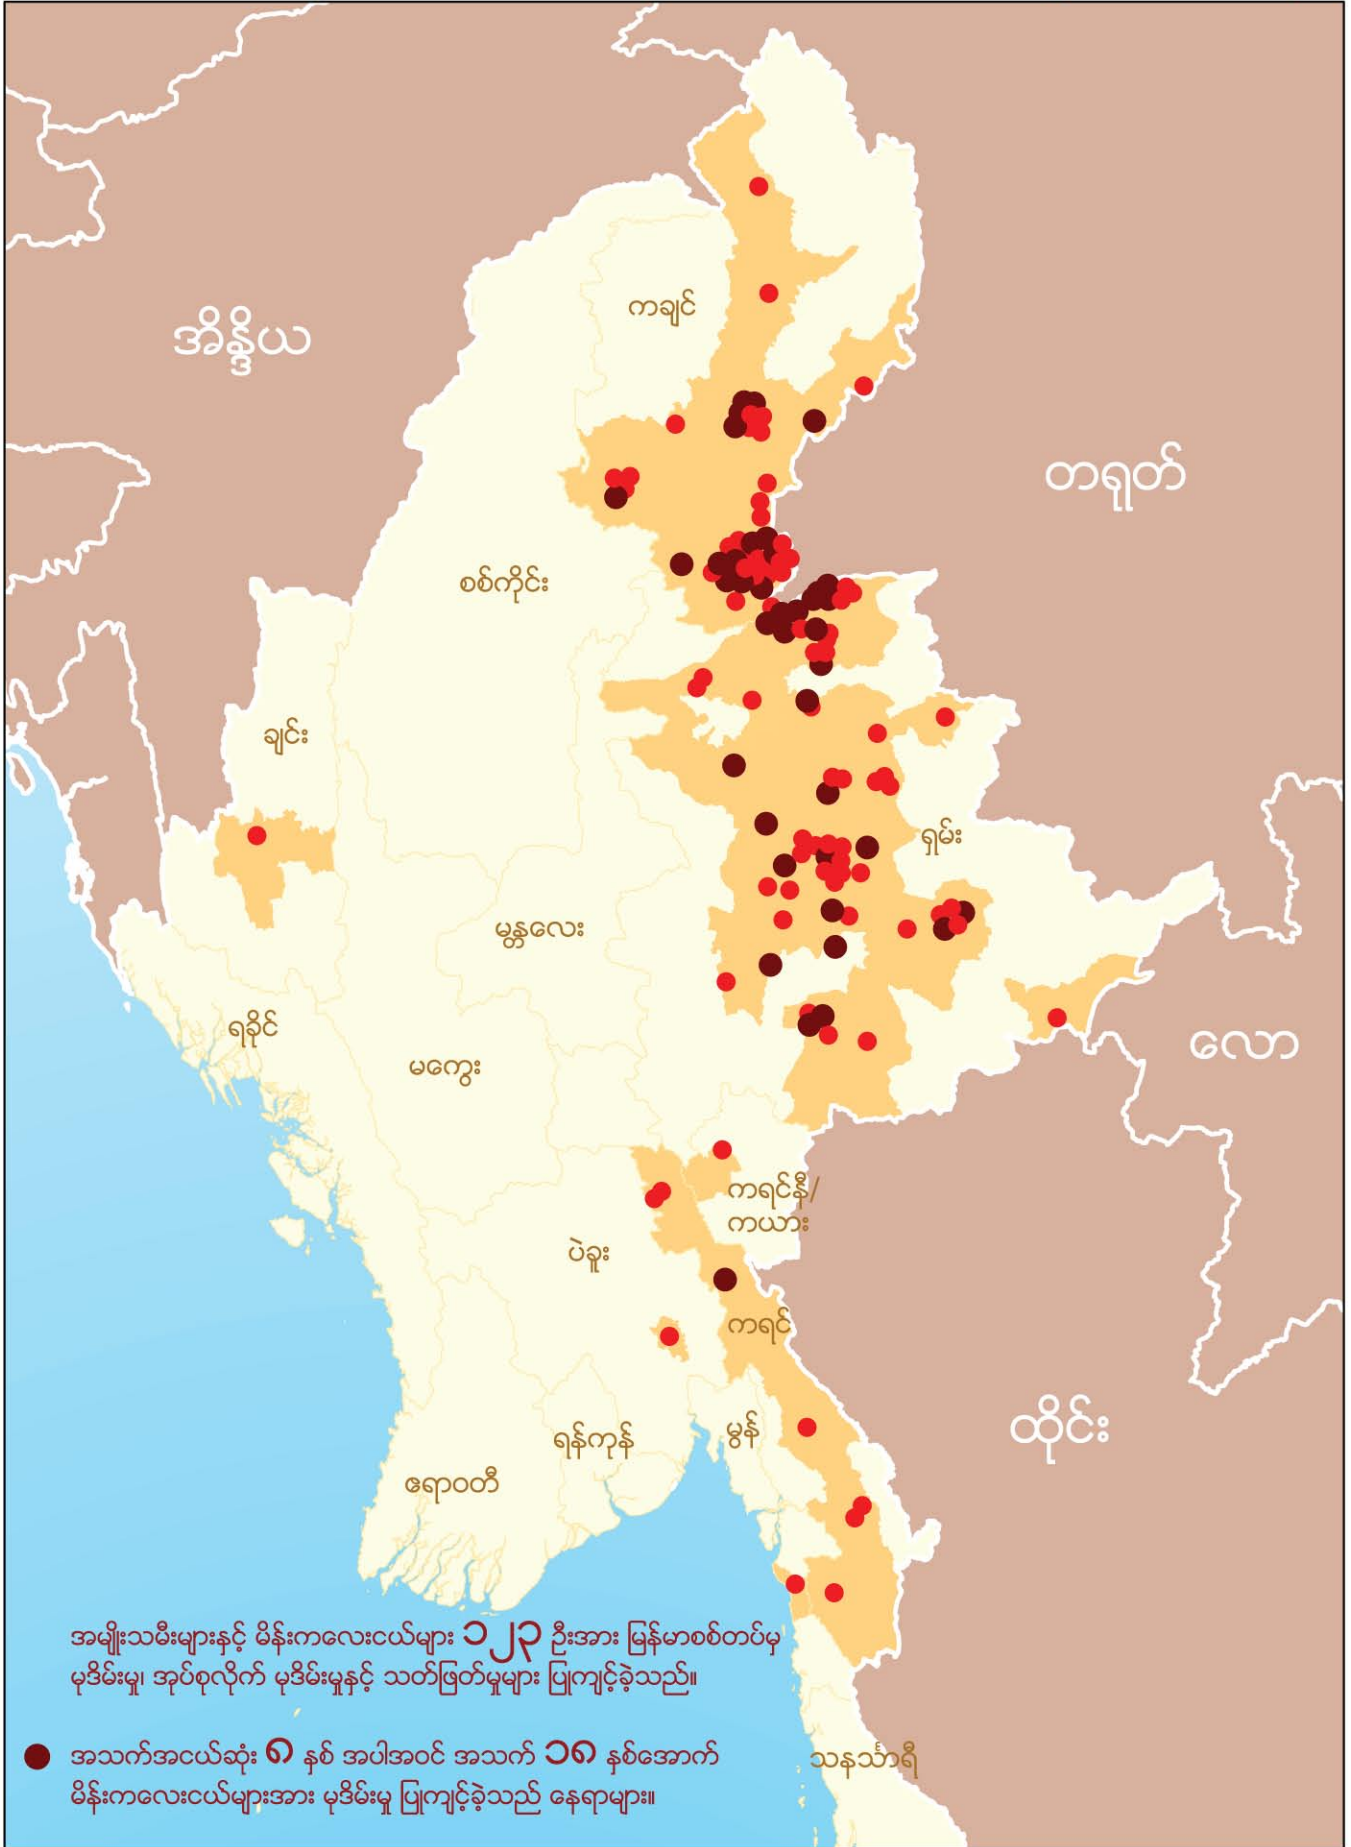 ကချင်
အိန္ဒိယ
တရုတ်
စစ်ကိုင်း
ချင်း
ရှမ်း
မန္တလေး
ရခိုင်
လော
မကွေး
ကရင်နီ/
ကယား
ပဲခူး
ကရင်
ထိုင်း
မွန်
ရန်ကုန်
ဧရာဝတီ
အမျိုးသမီးများနှင့် မိန်းကလေးငယ်များ ၁၂၃ ဦးအား မြန်မာစစ်တပ်မှ
မုဒိမ်းမှု၊ အုပ်စုလိုက် မုဒိမ်းမှုနှင့် သတ်ဖြတ်မှုများ ပြုကျင့်ခဲ့သည်။
အသက်အငယ်ဆုံး ၈ နှစ် အပါအဝင် အသက် ၁၈ နှစ်အောက်
မိန်းကလေးငယ်များအား မုဒိမ်းမှု ပြုကျင့်ခဲ့သည် နေရာများ။
သနင်္သာရီ